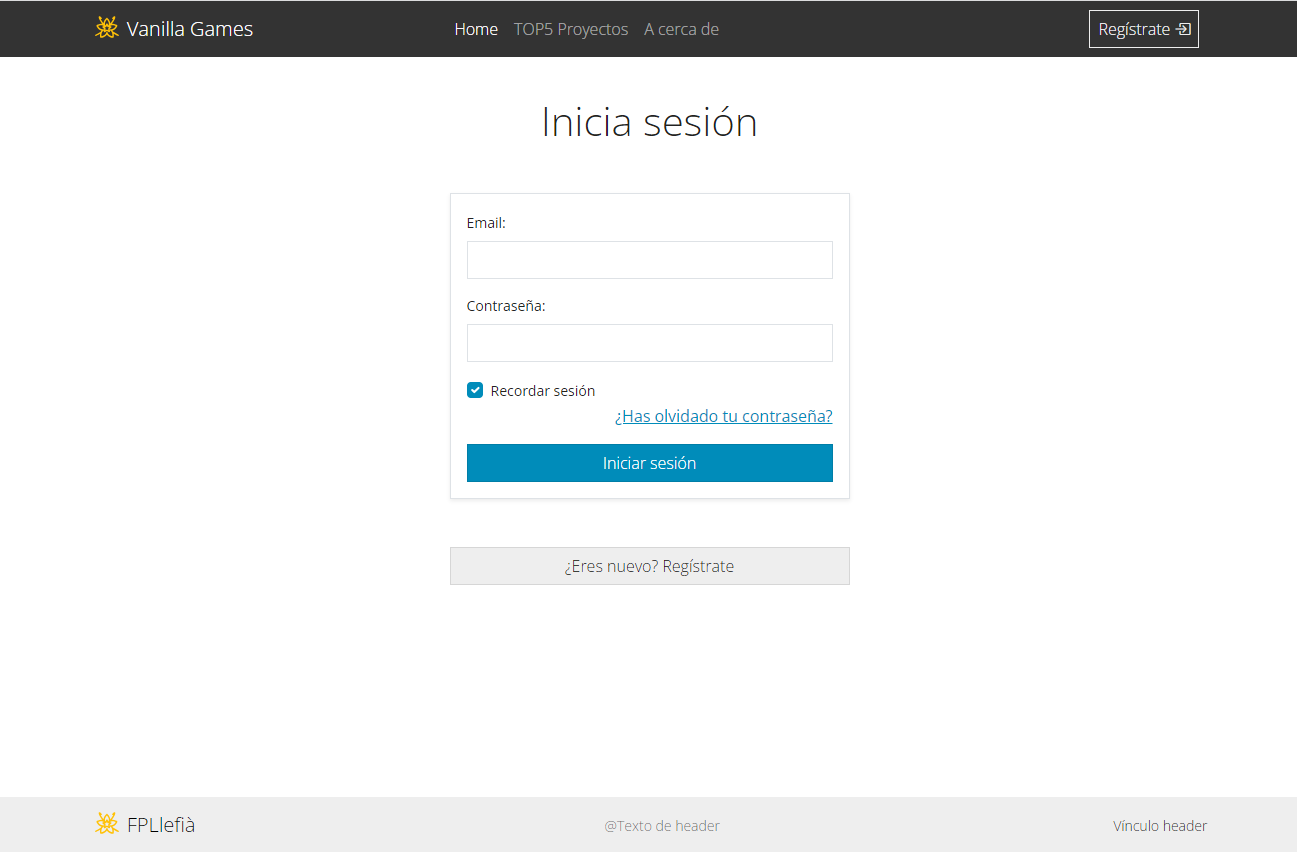 Vanilla Games Home TOP5 Proyectos A cerca de Regístrate
Inicia sesión
Email:
Contraseña:
Recordar sesión
¿Has olvidado tu contraseña?
Iniciar sesión
¿Eres nuevo? Regístrate
FPLlefià @Texto de header Vínculo header